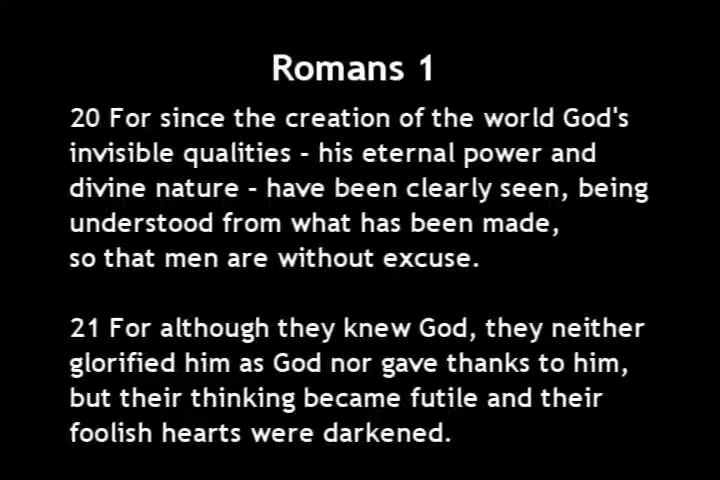 Romans 1
20 For since the creation of the world God's
invisible qualities - his eternal power and
divine nature - have been clearly seen, being
understood from what has been made,
so that men are without excuse.
21 For although they knew God, they neither
glorified him as God nor gave thanks to him,
but their thinking became futile and their
foolish hearts were darkened.